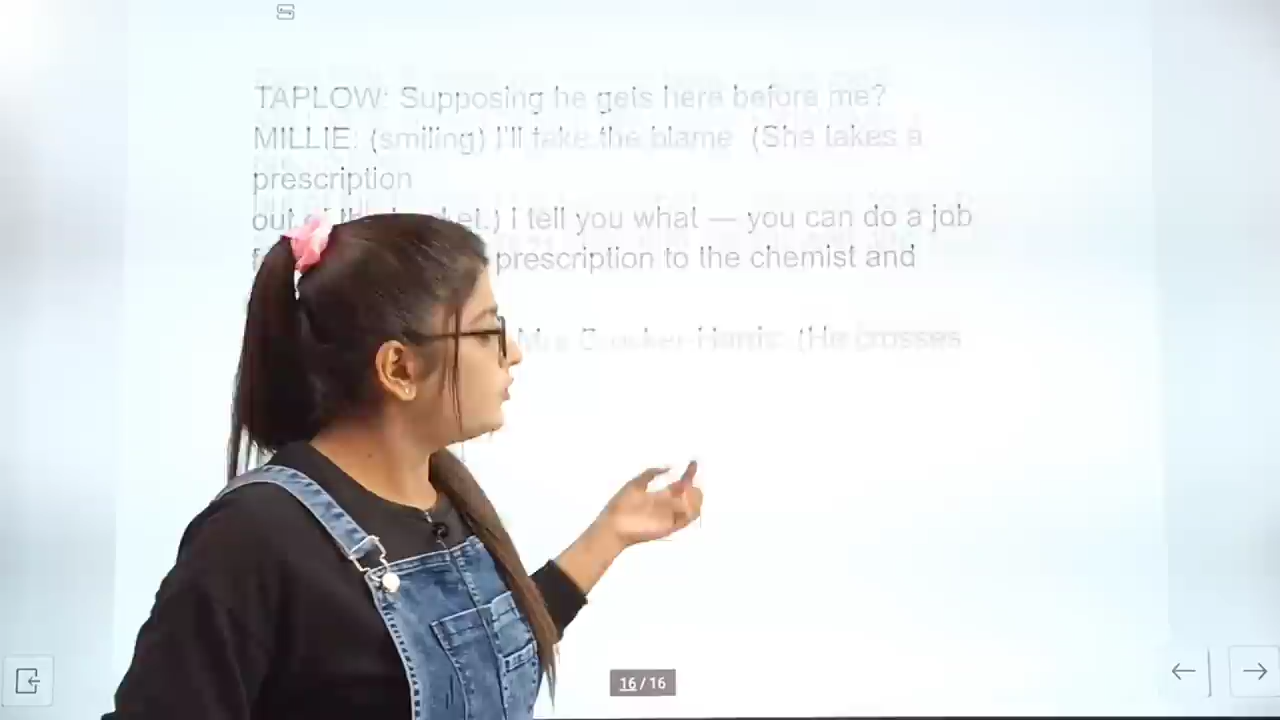 TAPLOW: Supposing he gets here before me?
MILLIE: (smiling) I'll take the blame. (She takes a
prescription
out of the basket.) I tell you what — you can do a job
prescription to the chemist and
Mrs Crocker-Harris. (He crosses
16 / 16